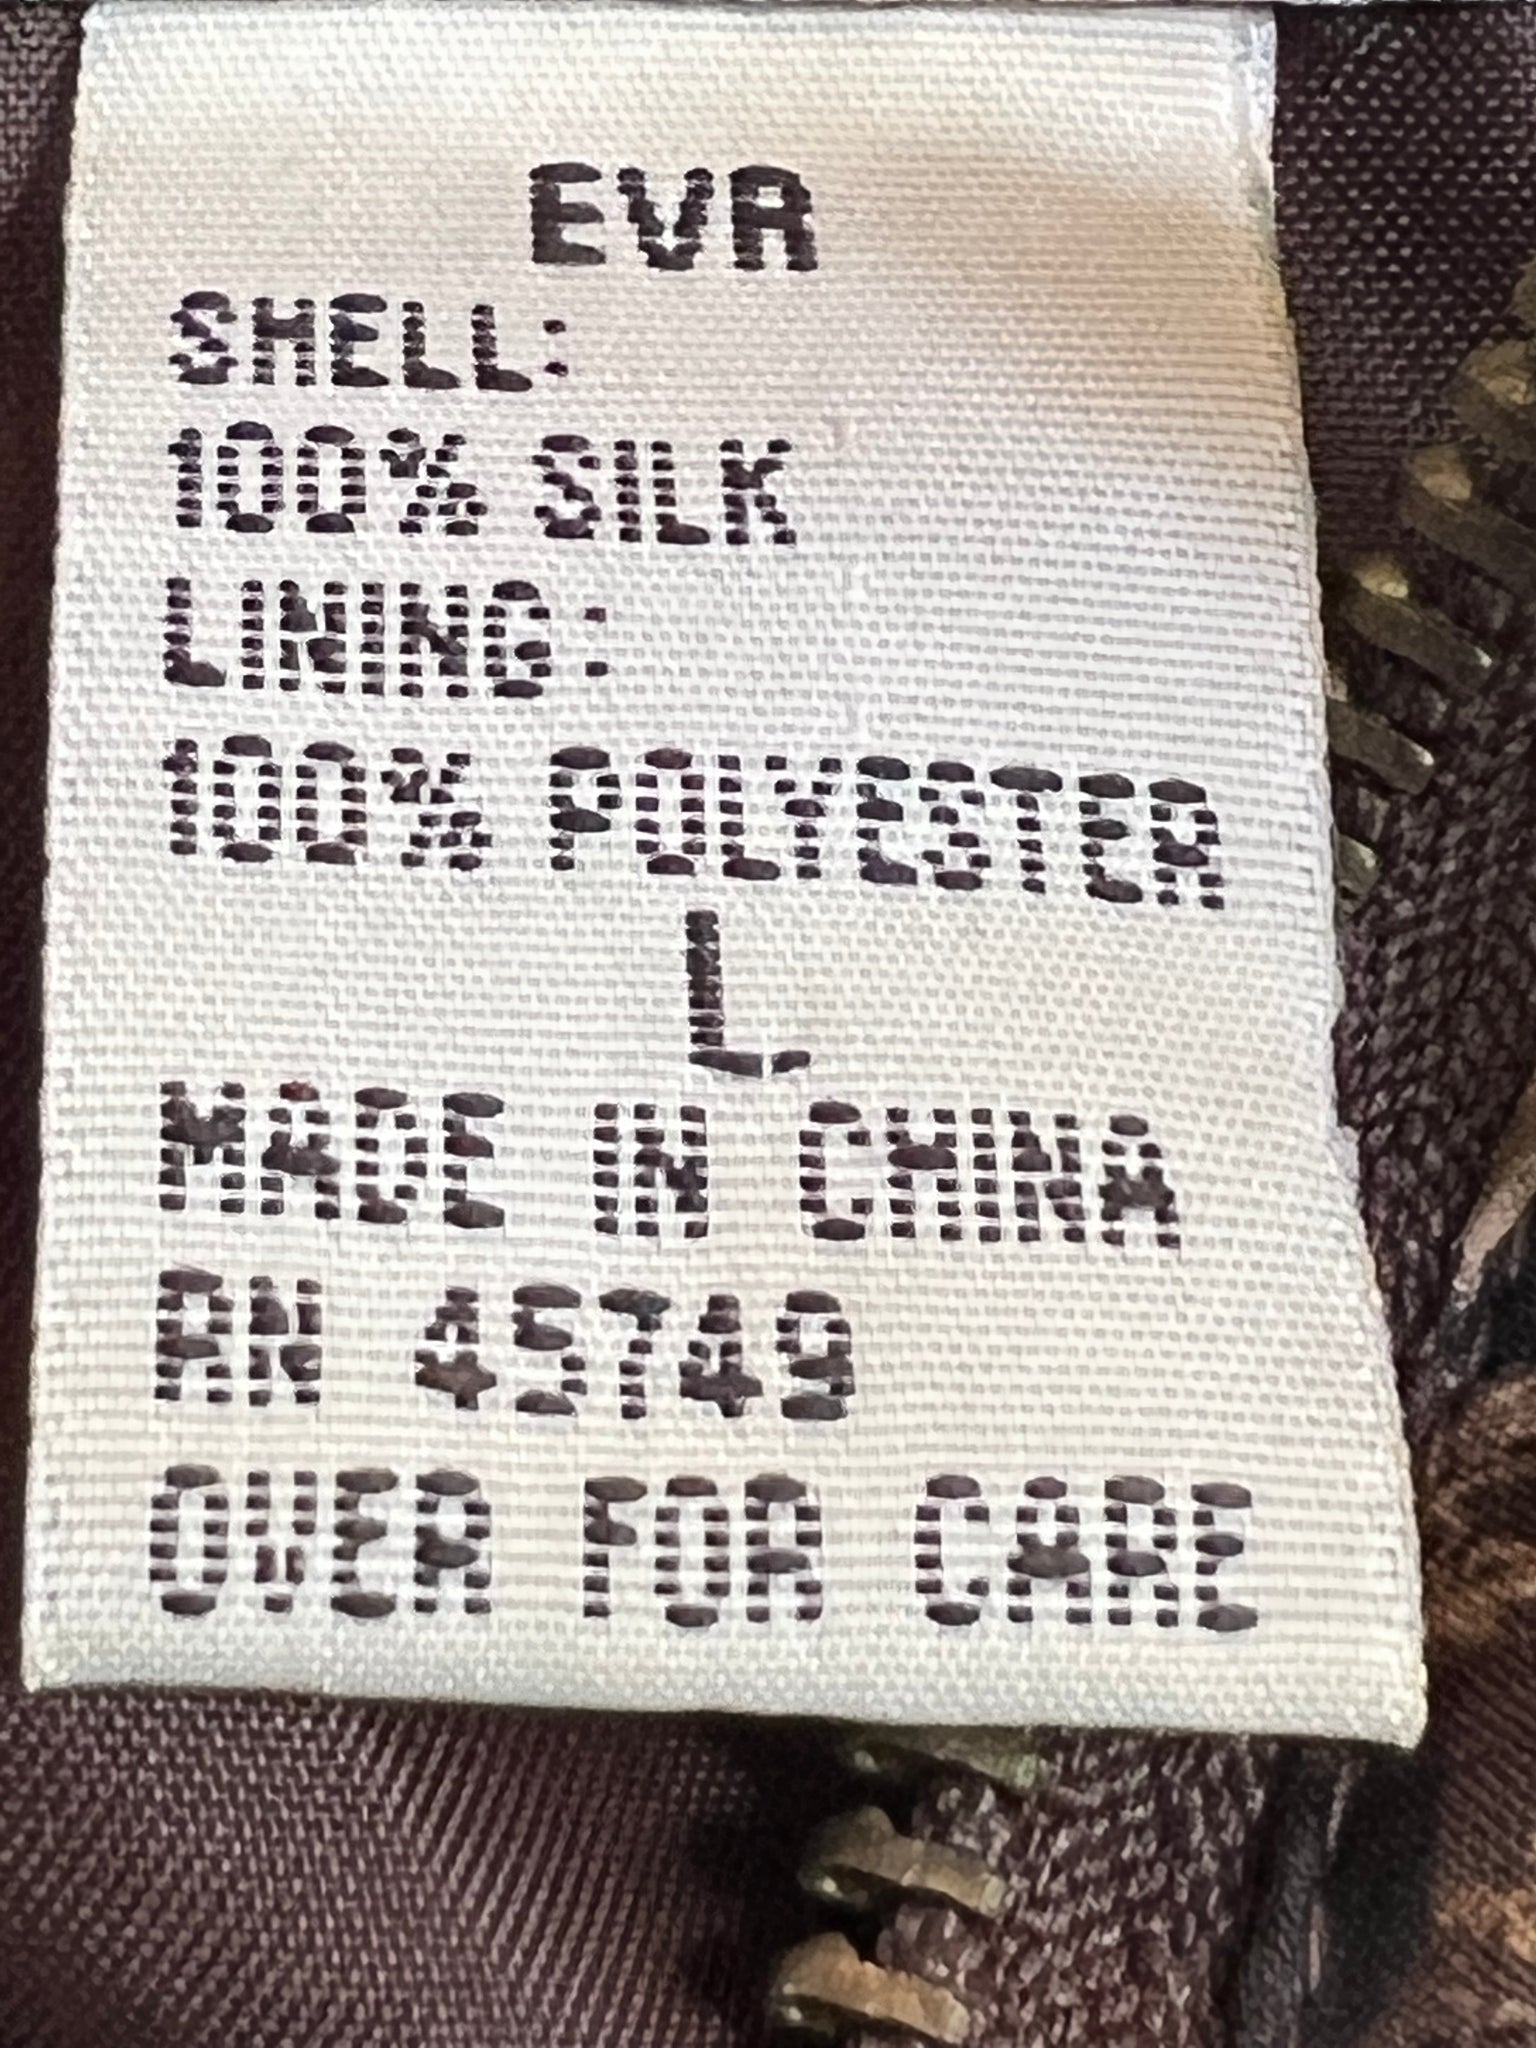 EVR
SHELL:
100% SILK
LINING:
100% POLYESTER
L
MADE IN CHINA
RN 45749
OVER FOR CARE